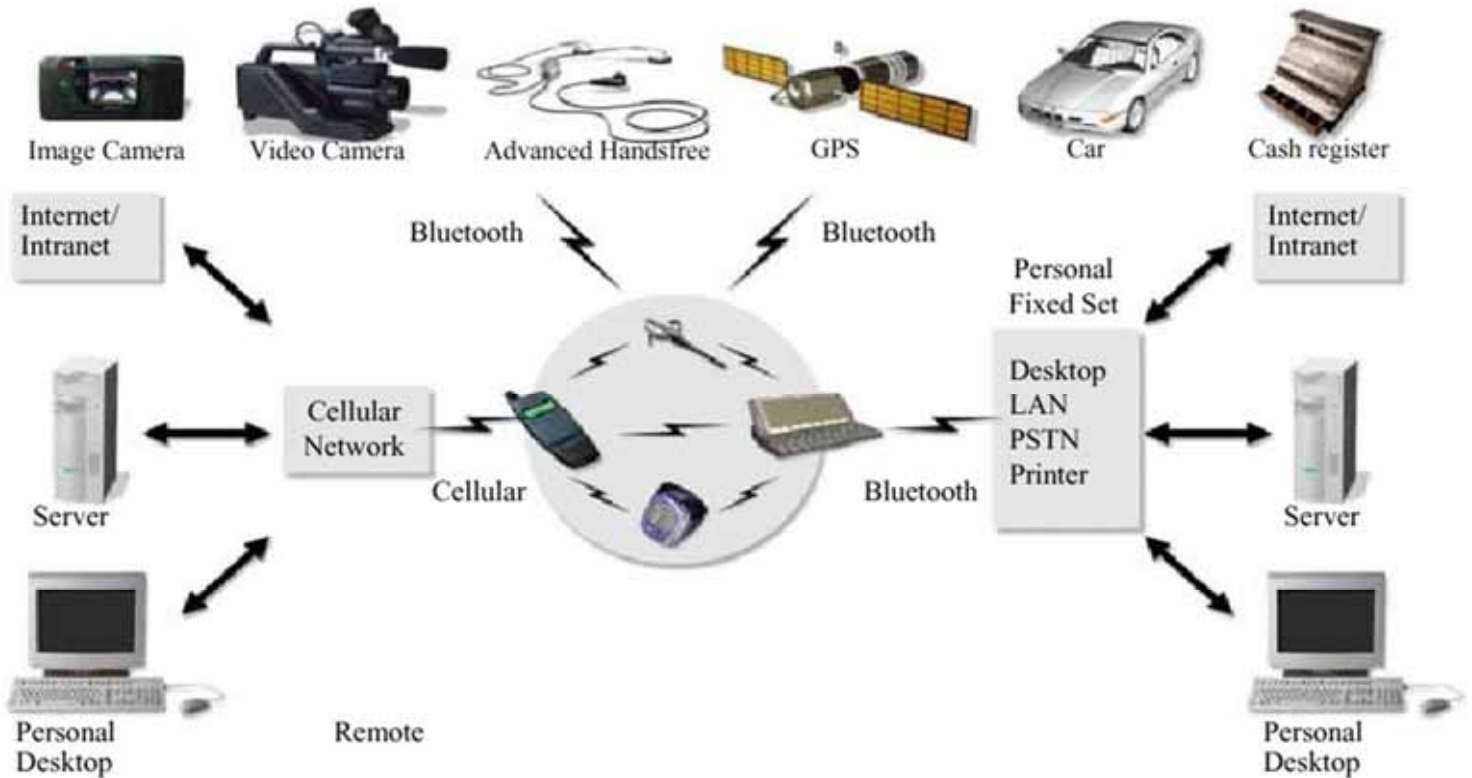 Image Camera
Video Camera
Advanced Handsfree
GPS
Car
Cash register
Internet/
Intranet
Bluetooth
Bluetooth
Internet/
Intranet
Personal
Fixed Set
Desktop
LAN
PSTN
Printer
Cellular
Network
Cellular
Bluetooth
Server
Server
Personal
Desktop
Remote
Personal
Desktop